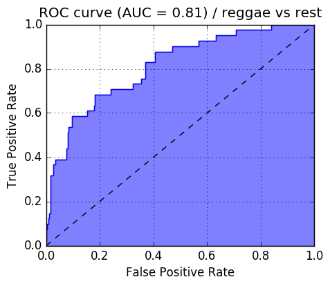 ROC curve (AUC = 0.81) / reggae vs rest
1.0
0.8
0.6
0.4
0.2
0.0
True Positive Rate
0.0 0.2 0.4 0.6 0.8 1.0
False Positive Rate